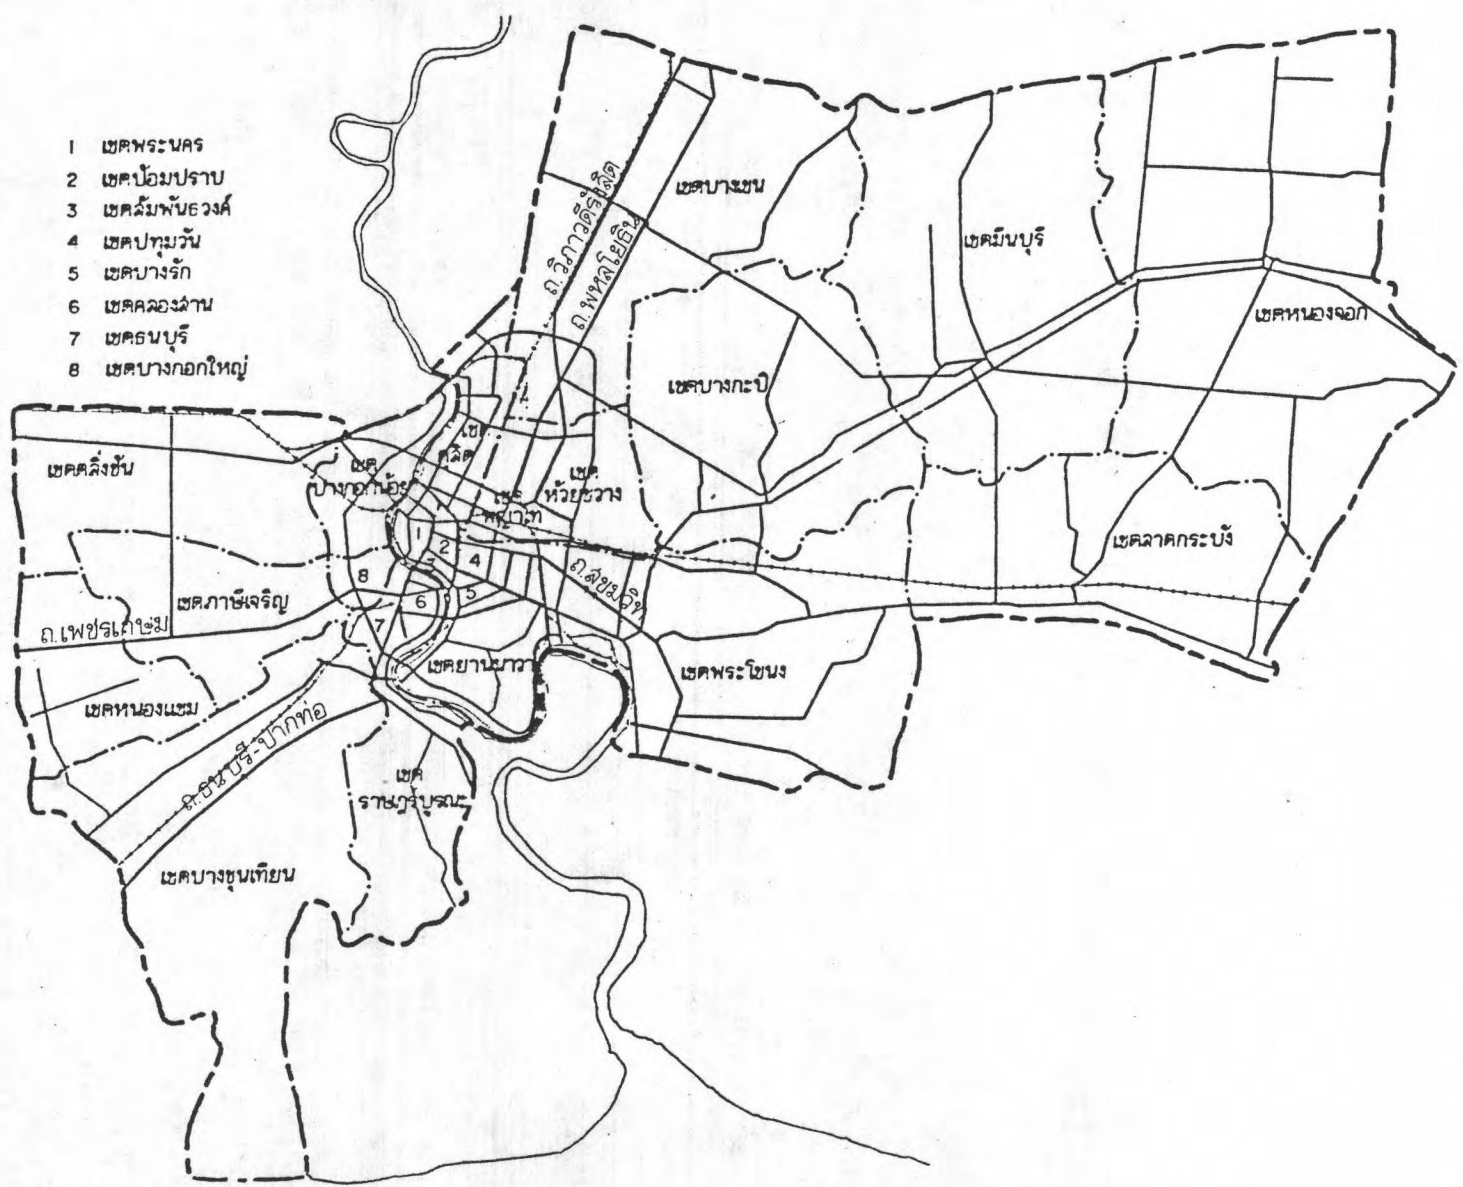 1 เขตพระนคร
2 เขตป้อมปราบ
3 เขตสัมพันธวงศ์
4 เขตปทุมวัน
5 เขตบางรัก
6 เขตคลองสาน
7 เขตธนบุรี
8 เขตบางกอกใหญ่
ถ.วิภาวดีรังสิต
ถ.พหลโยธิน
เขตบางเขน
เขตมีนบุรี
เขตหนองจอก
เขตบางกะปิ
เขตตลิ่งชัน
เขต
บางกอกน้อย
เขต
ดุสิต
เขต
พญาไท
เขต
ห้วยขวาง
เขตลาดกระบัง
1
2
3
4
5
6
7
8
ถ.สุขุมวิท
เขตภาษีเจริญ
ถ.เพชรเกษม
เขตยานนาวา
เขตพระโขนง
เขตหนองแขม
ถ.ธนบุรี-ปากท่อ
เขต
ราษฎร์บูรณะ
เขตบางขุนเทียน